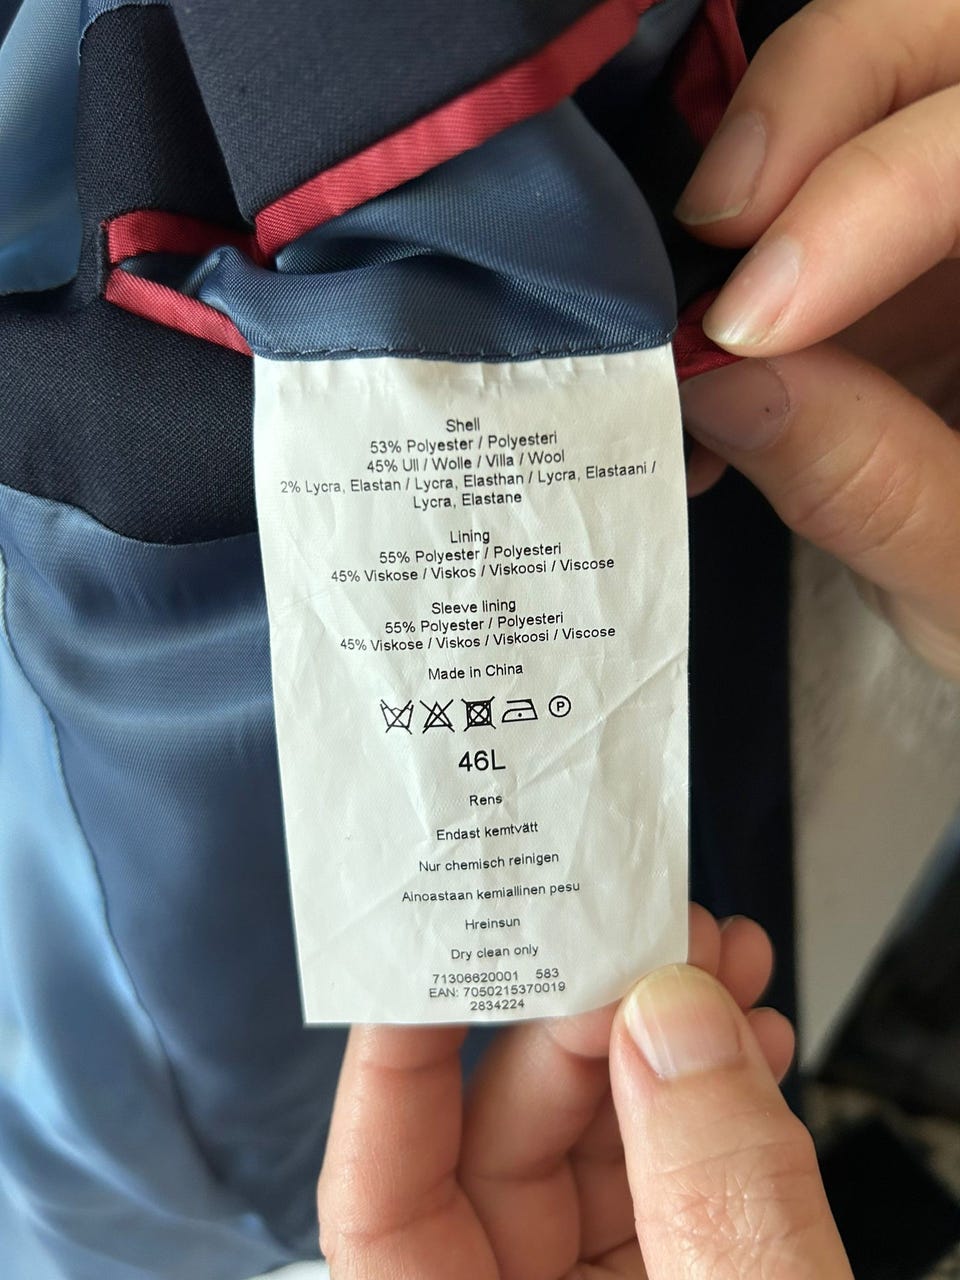 Shell
53% Polyester / Polyesteri
45% Ull / Wolle / Villa / Wool
2% Lycra, Elastan / Lycra, Elasthan / Lycra, Elastaani /
Lycra, Elastane
Lining
55% Polyester / Polyesteri
45% Viskose / Viskos / Viskoosi / Viscose
Sleeve lining
55% Polyester / Polyesteri
45% Viskose / Viskos / Viskoosi / Viscose
Made in China
P
46L
Rens
Endast kemtvätt
Nur chemisch reinigen
Ainoastaan kemiallinen pesu
Hreinsun
Dry clean only
71306620001 583
EAN: 7050215370019
2834224